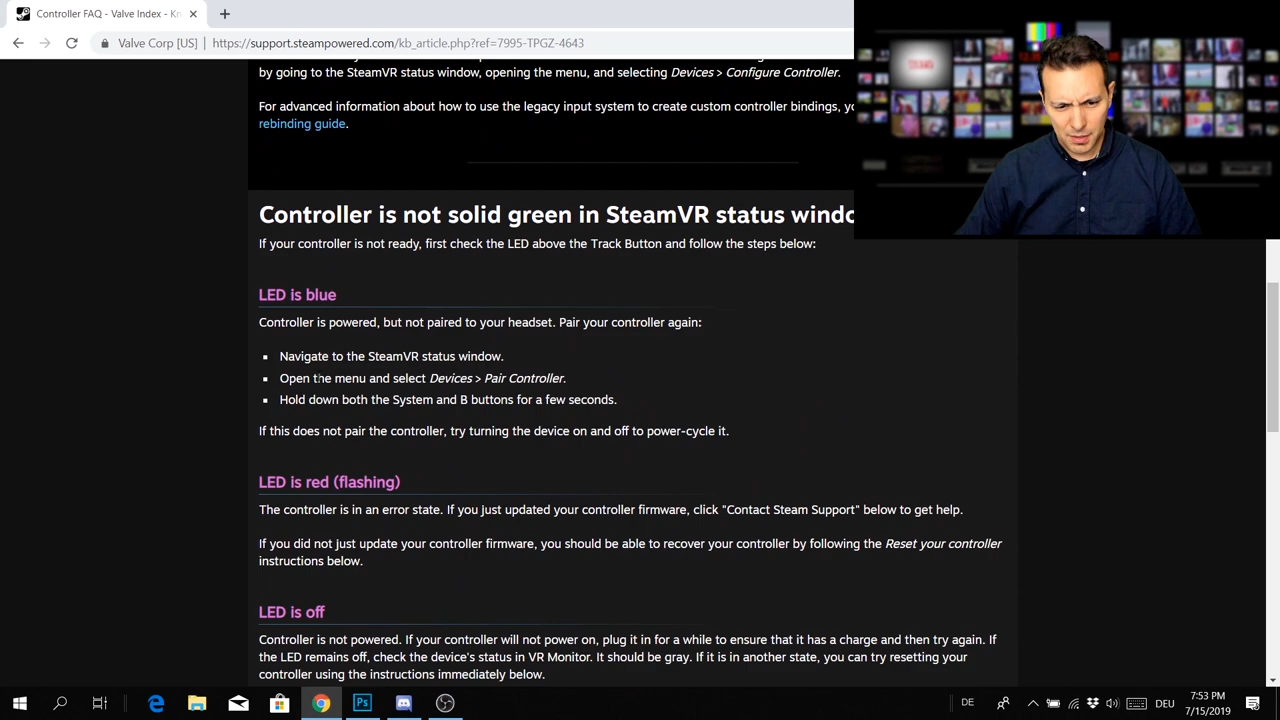 Controller FAQ - Valve Index - Kn
Valve Corp [US] | https://support.steampowered.com/kb_article.php?ref=7995-TPGZ-4643
by going to the SteamVR status window, opening the menu, and selecting Devices > Configure Controller.
For advanced information about how to use the legacy input system to create custom controller bindings, yo
rebinding guide.
Controller is not solid green in SteamVR status windo
If your controller is not ready, first check the LED above the Track Button and follow the steps below:
LED is blue
Controller is powered, but not paired to your headset. Pair your controller again:
Navigate to the SteamVR status window.
Open the menu and select Devices > Pair Controller.
Hold down both the System and B buttons for a few seconds.
If this does not pair the controller, try turning the device on and off to power-cycle it.
LED is red (flashing)
The controller is in an error state. If you just updated your controller firmware, click "Contact Steam Support" below to get help.
If you did not just update your controller firmware, you should be able to recover your controller by following the Reset your controller
instructions below.
LED is off
Controller is not powered. If your controller will not power on, plug it in for a while to ensure that it has a charge and then try again. If
the LED remains off, check the device's status in VR Monitor. It should be gray. If it is in another state, you can try resetting your
controller using the instructions immediately below.
Ps
DE
DEU
7:53 PM
7/15/2019